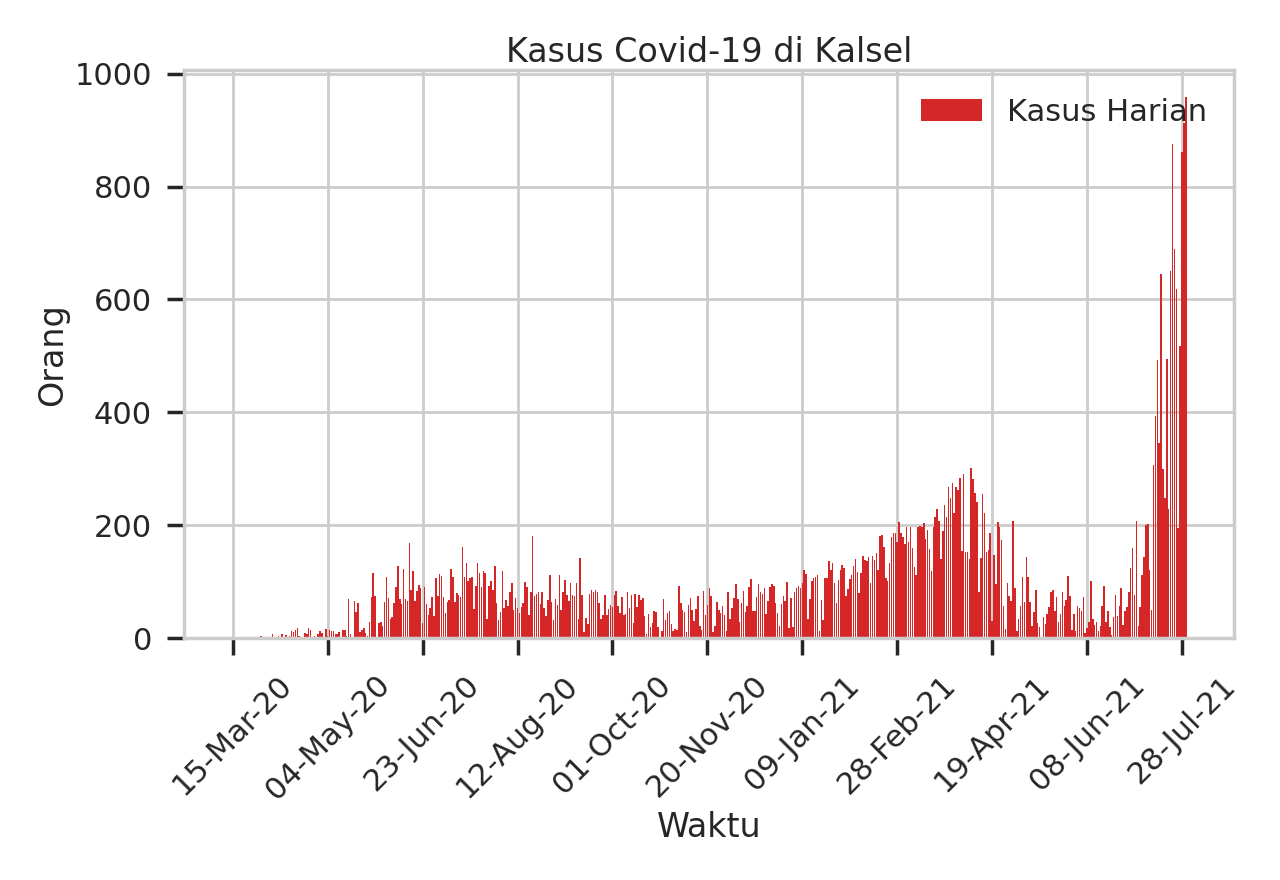 Kasus Covid-19 di Kalsel
Kasus Harian
1000
800
600
400
200
0
Orang
15-Mar-20
04-May-20
23-Jun-20
12-Aug-20
01-Oct-20
20-Nov-20
09-Jan-21
28-Feb-21
19-Apr-21
08-Jun-21
28-Jul-21
Waktu